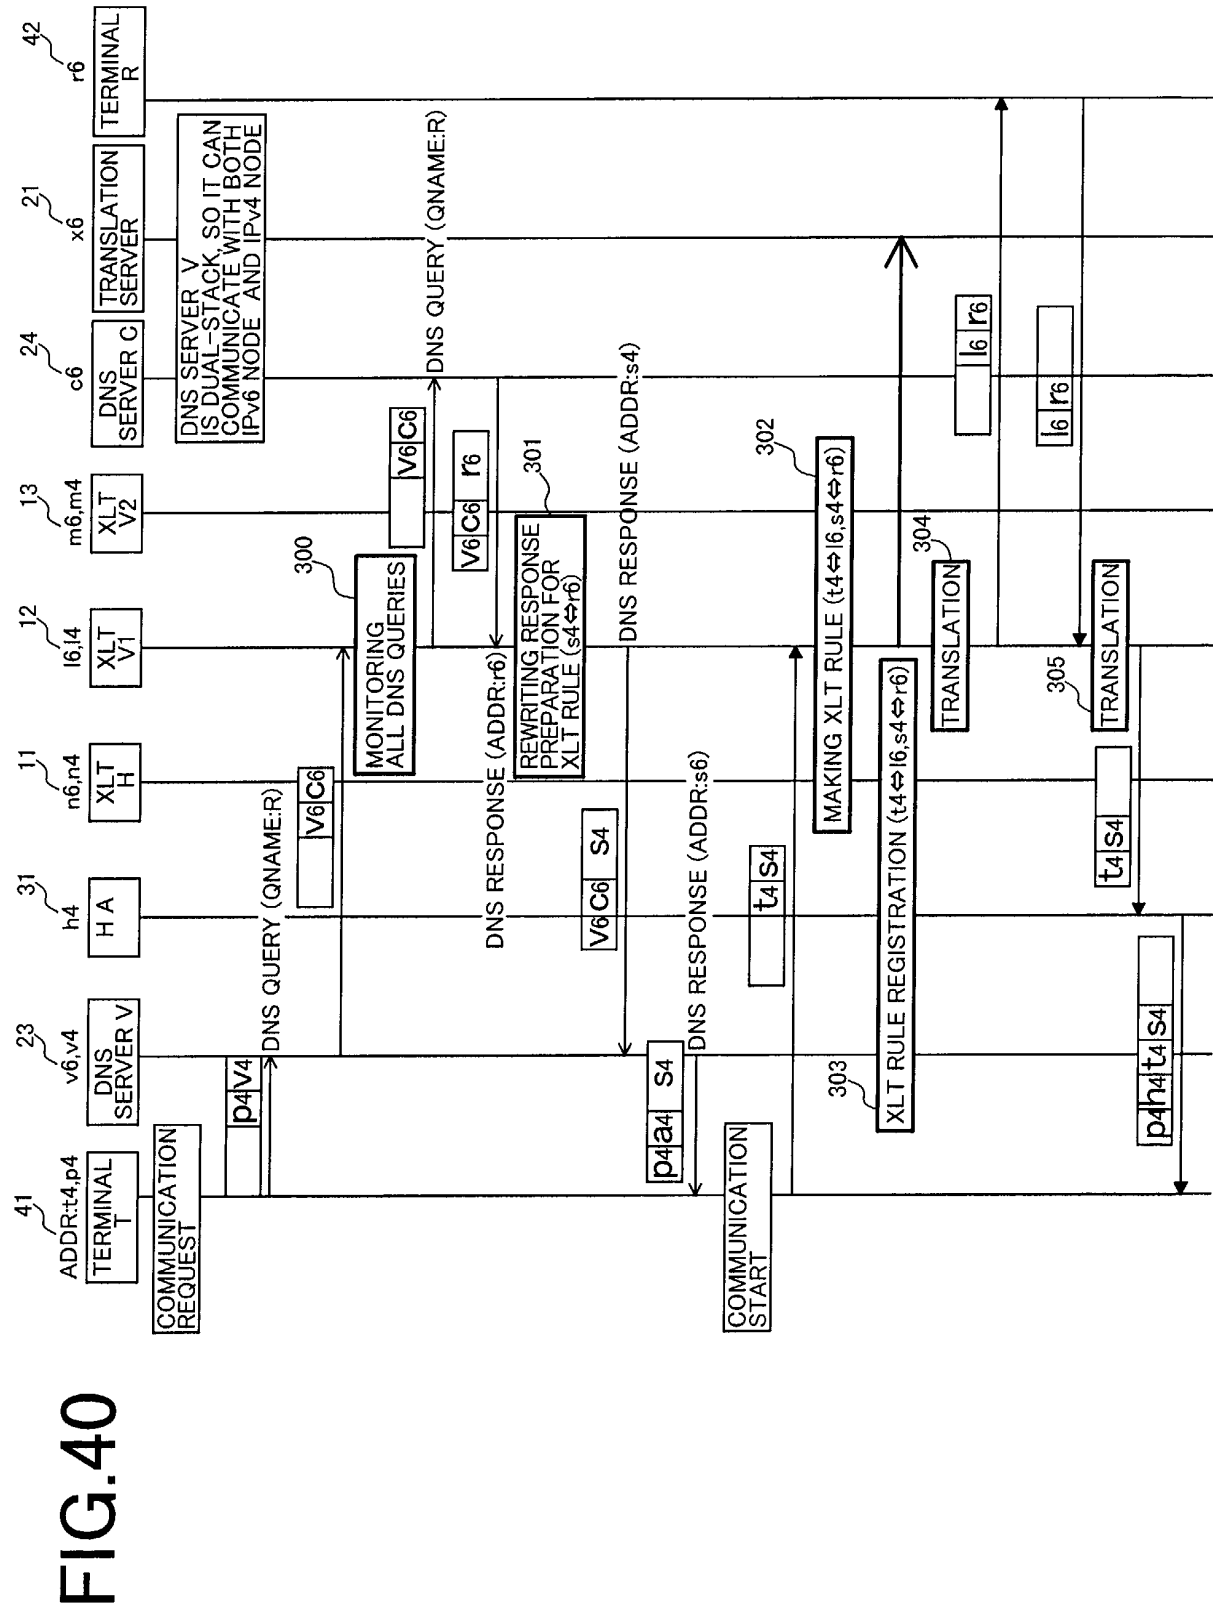 FIG.40
41
ADDR:t4,p4
TERMINAL
T
23
v6,v4
DNS
SERVER V
31
h4
H A
11
n6,n4
XLT
H
12
l6,l4
XLT
V1
13
m6,m4
XLT
V2
24
c6
DNS
SERVER C
21
x6
TRANSLATION
SERVER
42
r6
TERMINAL
R
COMMUNICATION
REQUEST
DNS SERVER V
IS DUAL-STACK, SO IT CAN
COMMUNICATE WITH BOTH
IPv6 NODE AND IPv4 NODE
p4 v4
DNS QUERY (QNAME:R)
v6 c6
300
MONITORING
ALL DNS QUERIES
v6 c6
DNS QUERY (QNAME:R)
v6 c6 r6
DNS RESPONSE (ADDR:r6)
301
REWRITING RESPONSE
PREPARATION FOR
XLT RULE (s4⇔r6)
v6 c6 s4
DNS RESPONSE (ADDR:s4)
p4 a4 s4
DNS RESPONSE (ADDR:s6)
COMMUNICATION
START
t4 s4
302
MAKING XLT RULE (t4⇔l6,s4⇔r6)
303
XLT RULE REGISTRATION (t4⇔l6,s4⇔r6)
304
TRANSLATION
l6 r6
l6 r6
305
TRANSLATION
t4 s4
p4 h4 t4 s4